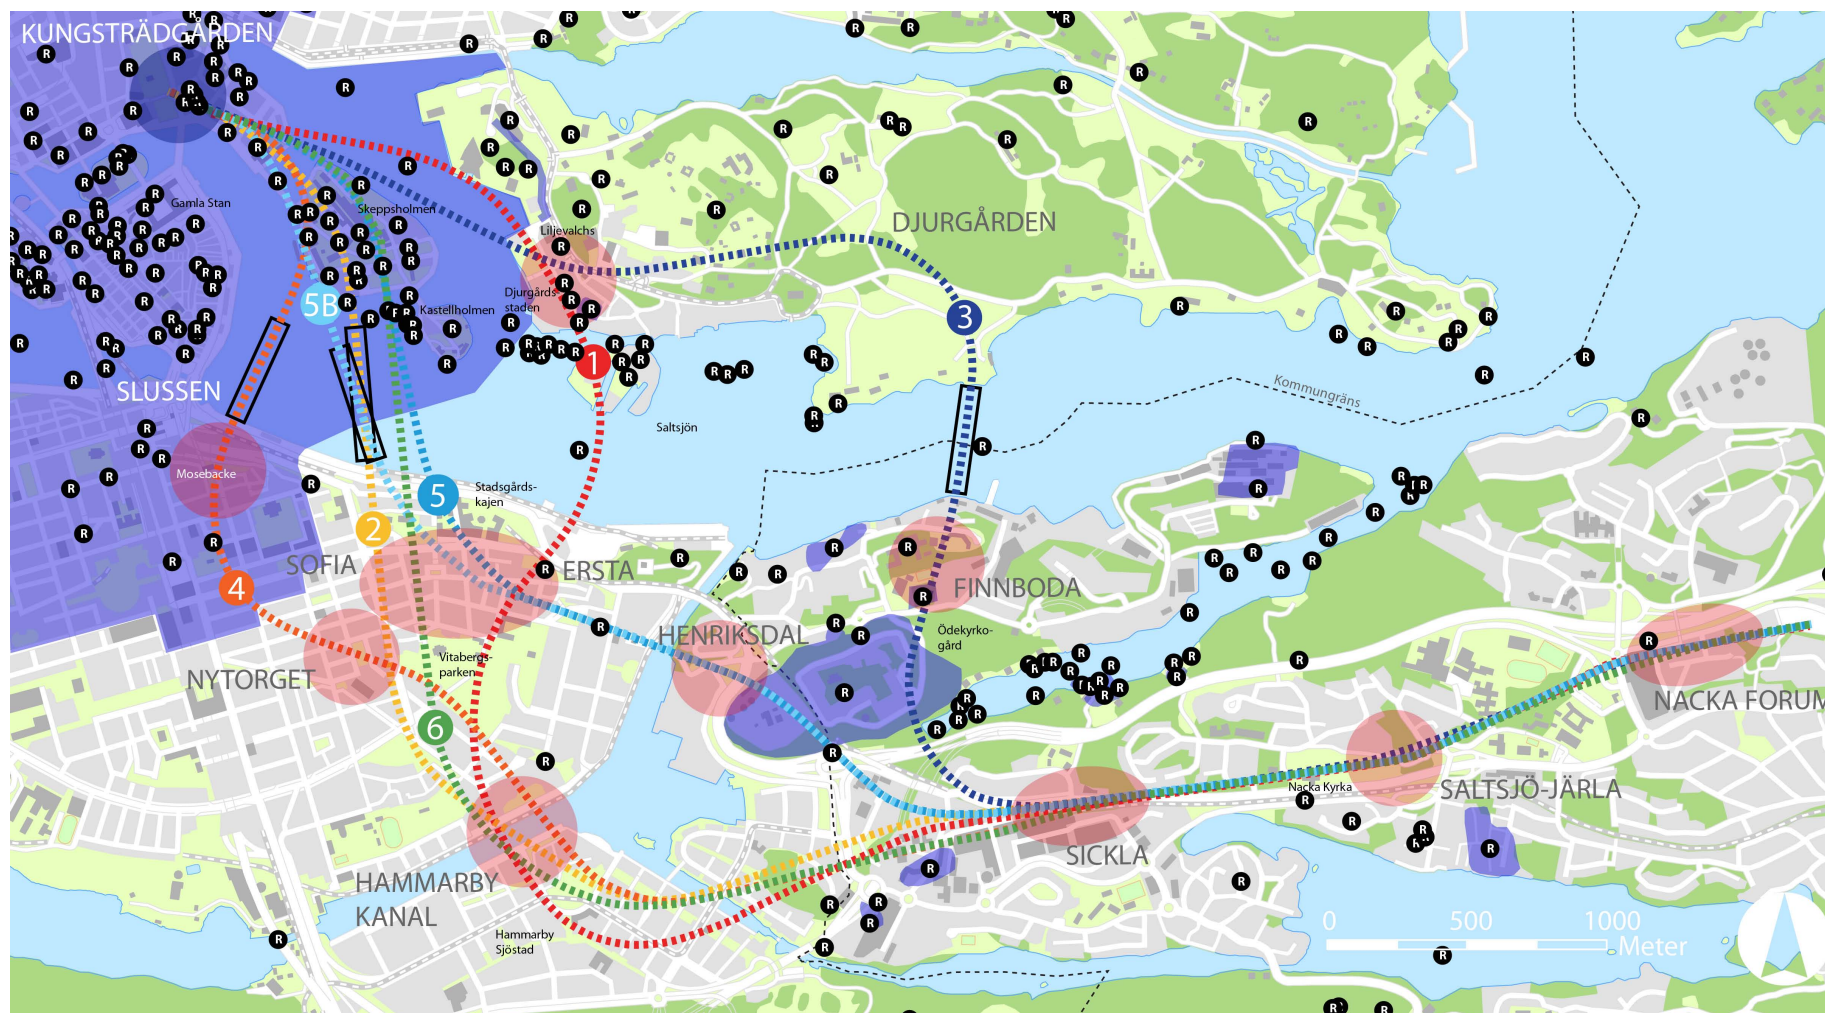 KUNGSTRÄDGÅRDEN
Gamla Stan
Skeppsholmen
Liljevalchs
DJURGÅRDEN
5B
Djurgårds-
staden
Kastellholmen
3
1
SLUSSEN
Kommungräns
Saltsjön
Mosebacke
5
Stadsgårds-
kajen
2
SOFIA
ERSTA
4
FINNBODA
HENRIKSDAL
Ödekyrko-
gård
Vitabergs-
parken
NYTORGET
NACKA FORUM
6
Nacka Kyrka
SALTSJÖ-JÄRLA
SICKLA
HAMMARBY
KANAL
Hammarby
Sjöstad
0 500 1000
Meter